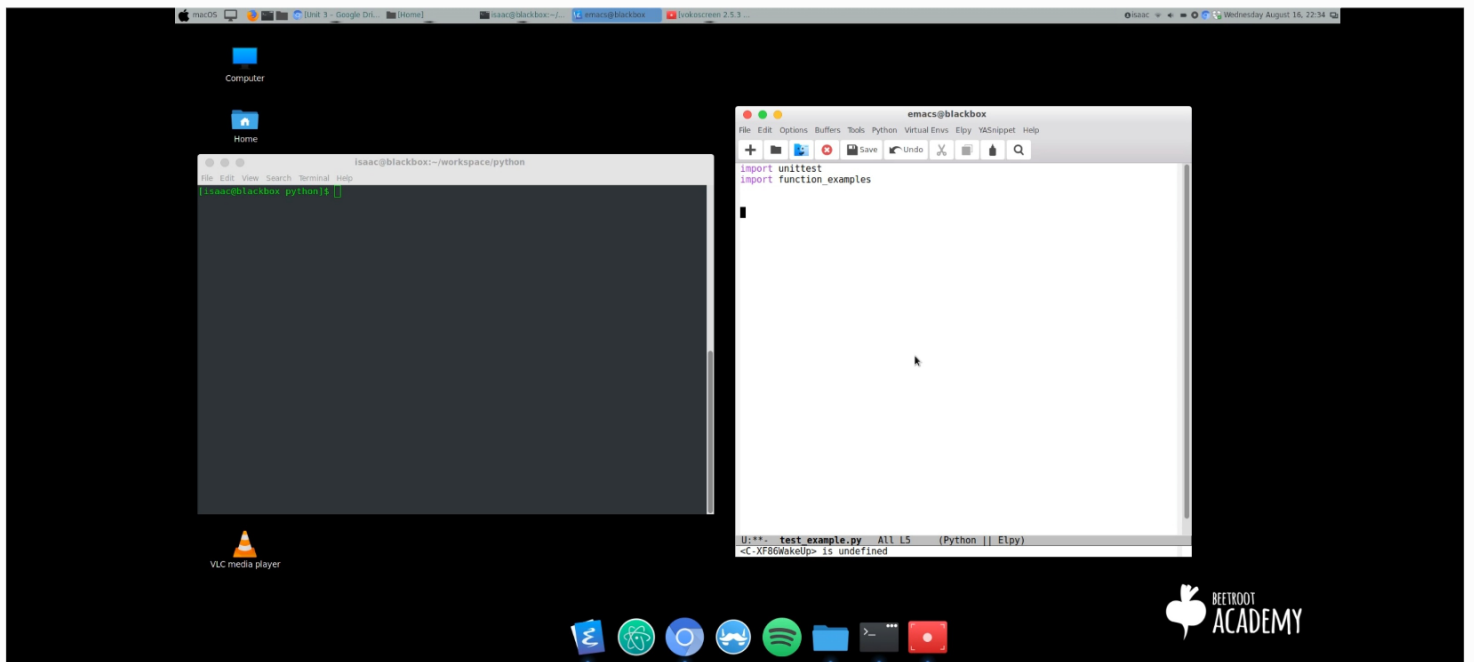 macOS [Unit 3 - Google Dri... [Home] isaac@blackbox:~/... emacs@blackbox [vokoscreen 2.5.3 ... isaac Wednesday August 16, 22:34
Computer
Home
isaac@blackbox:~/workspace/python
File Edit View Search Terminal Help
[isaac@blackbox python]$
VLC media player
emacs@blackbox
File Edit Options Buffers Tools Python Virtual Envs Elpy YASnippet Help
Save Undo
import unittest
import function_examples
U:**- test_example.py All L5 (Python || Elpy)
<C-XF86WakeUp> is undefined
BEETROOT
ACADEMY